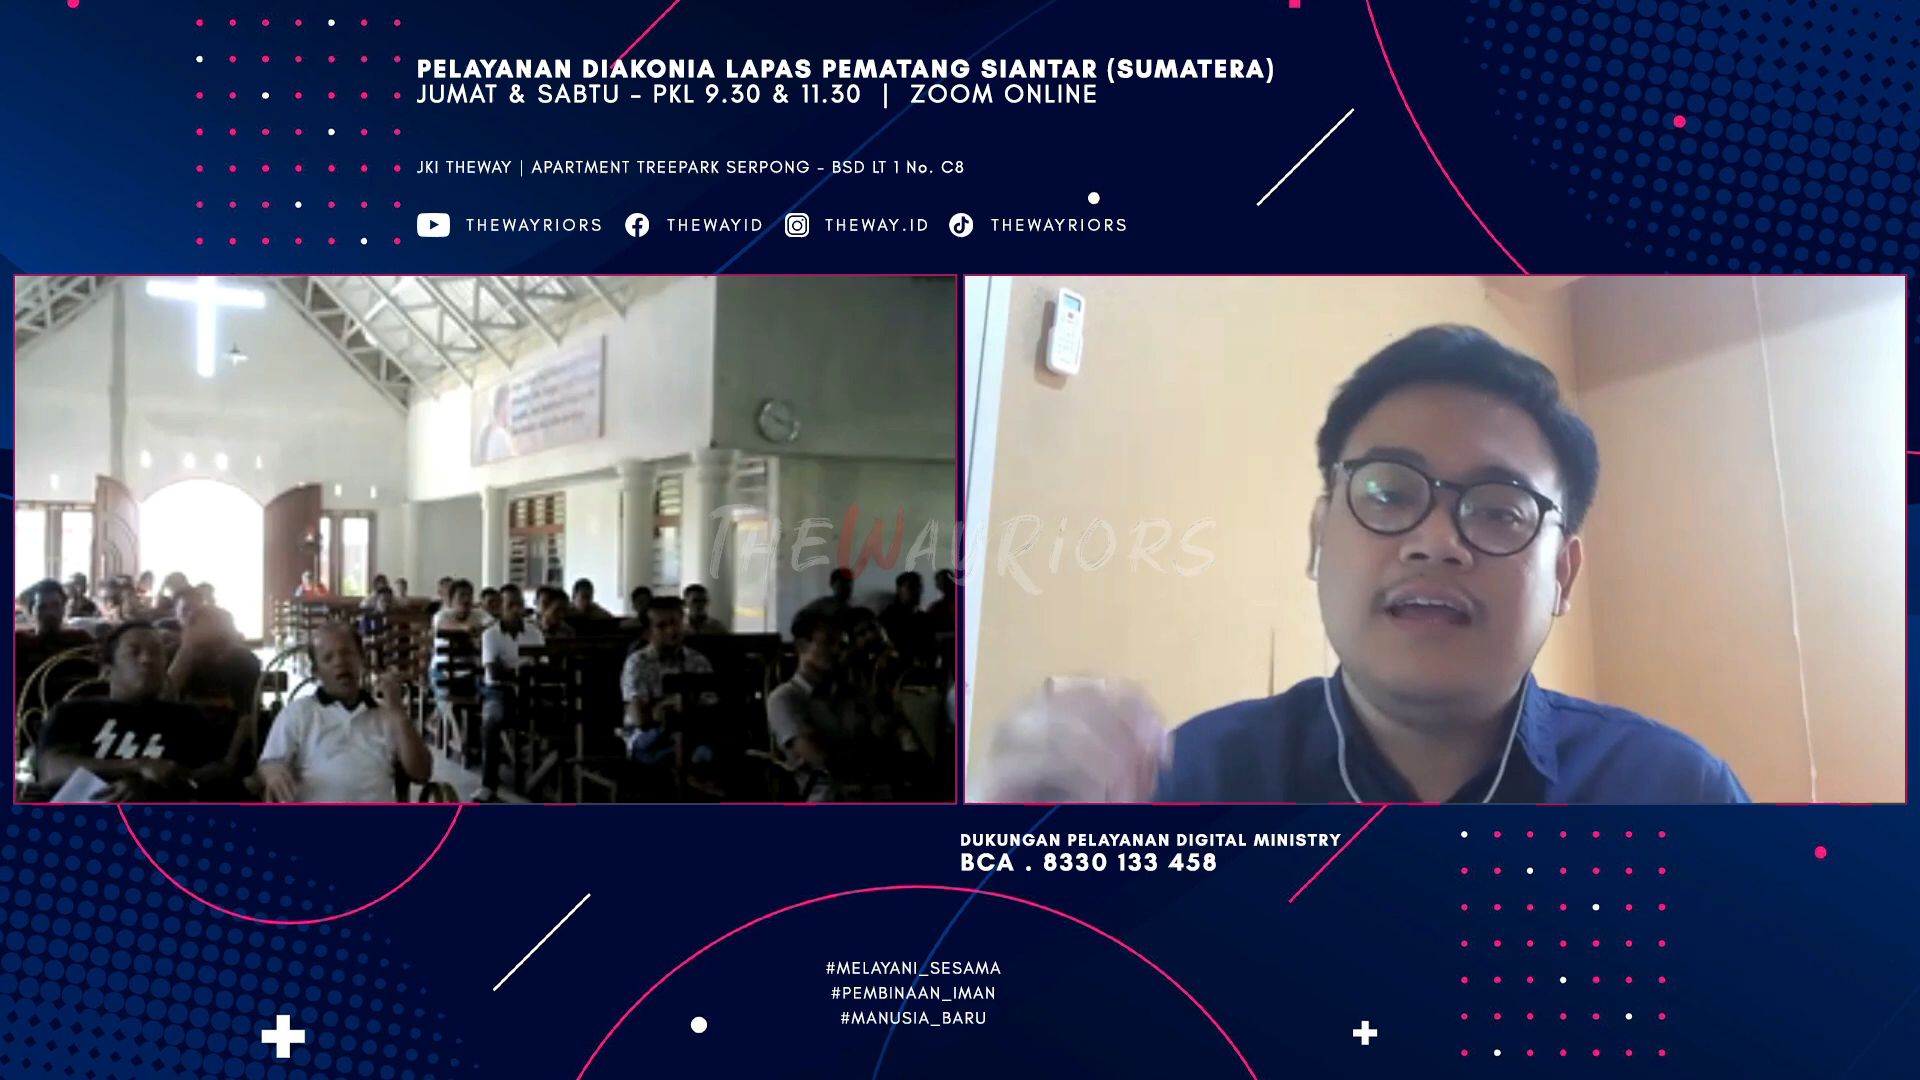 PELAYANAN DIAKONIA LAPAS PEMATANG SIANTAR (SUMATERA)
JUMAT & SABTU - PKL 9.30 & 11.30 | ZOOM ONLINE
JKI THEWAY | APARTMENT TREEPARK SERPONG - BSD LT 1 No. C8
THEWAYRIORS THEWAYID THEWAY.ID THEWAYRIORS
THEWAYRIORS
DUKUNGAN PELAYANAN DIGITAL MINISTRY
BCA . 8330 133 458
#MELAYANI_SESAMA
#PEMBINAAN_IMAN
#MANUSIA_BARU